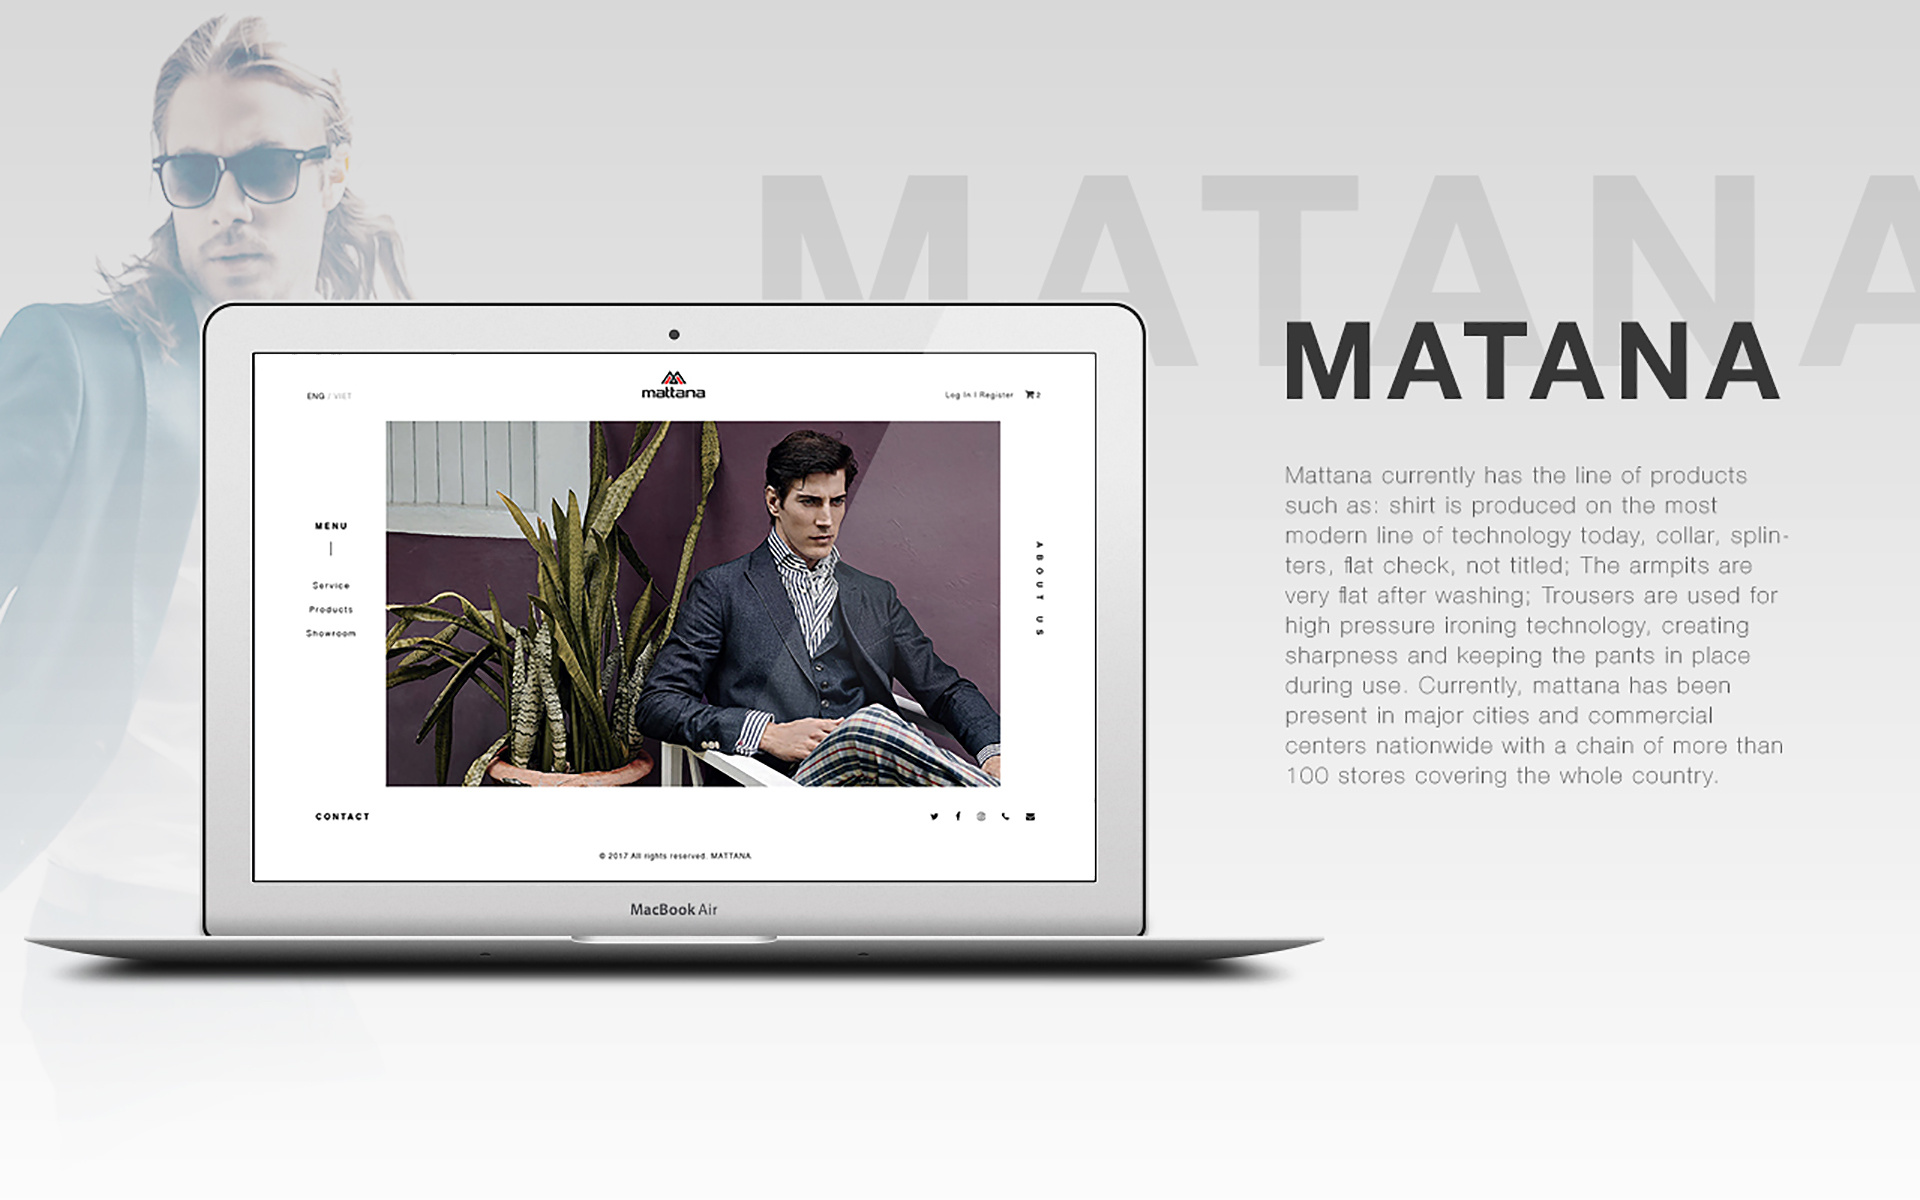 MATANA
MATANA
Mattana currently has the line of products
such as: shirt is produced on the most
modern line of technology today, collar, splin-
ters, flat check, not titled; The armpits are
very flat after washing; Trousers are used for
high pressure ironing technology, creating
sharpness and keeping the pants in place
during use. Currently, mattana has been
present in major cities and commercial
centers nationwide with a chain of more than
100 stores covering the whole country.
ENG / VIET
mattana
Log In | Register 2
MENU
Service
Products
Showroom
ABOUT US
CONTACT
© 2017 All rights reserved. MATTANA
MacBook Air